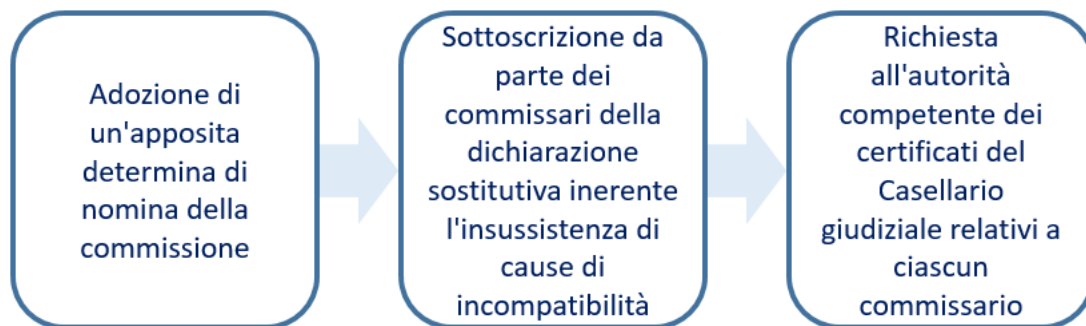 Adozione di
un'apposita
determina di
nomina della
commissione
Sottoscrizione da
parte dei
commissari della
dichiarazione
sostitutiva inerente
l'insussistenza di
cause di
incompatibilità
Richiesta
all'autorità
competente dei
certificati del
Casellario
giudiziale relativi a
ciascun
commissario